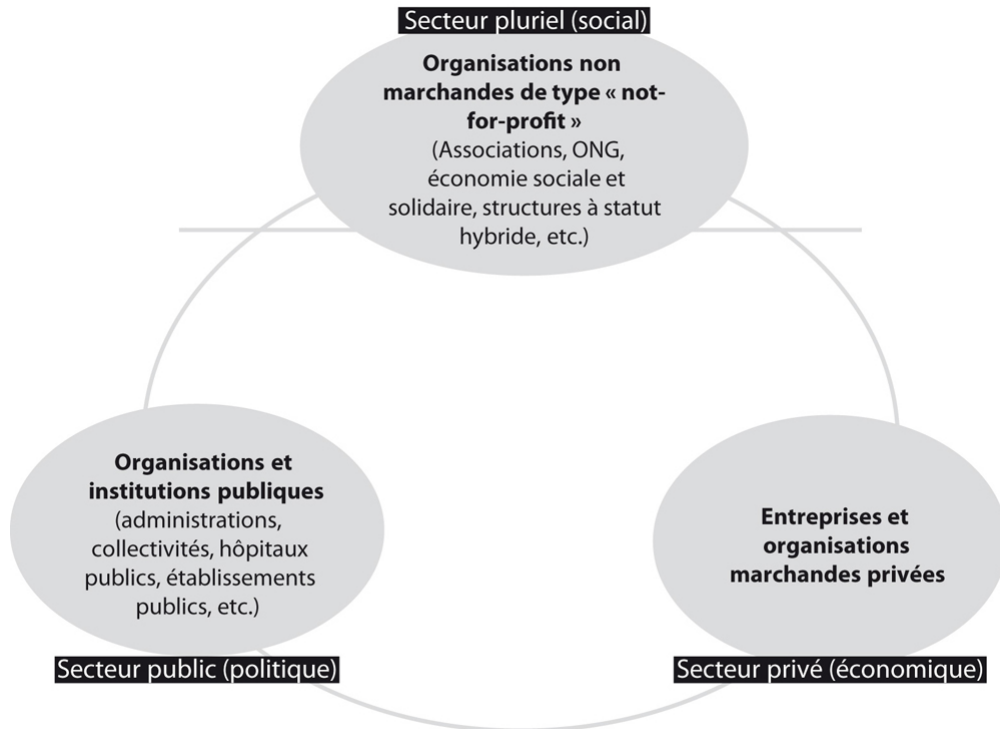 Secteur pluriel (social)
Organisations non
marchandes de type « not-
for-profit »
(Associations, ONG,
économie sociale et
solidaire, structures à statut
hybride, etc.)
Organisations et
institutions publiques
(administrations,
collectivités, hôpitaux
publics, établissements
publics, etc.)
Secteur public (politique)
Entreprises et
organisations
marchandes privées
Secteur privé (économique)